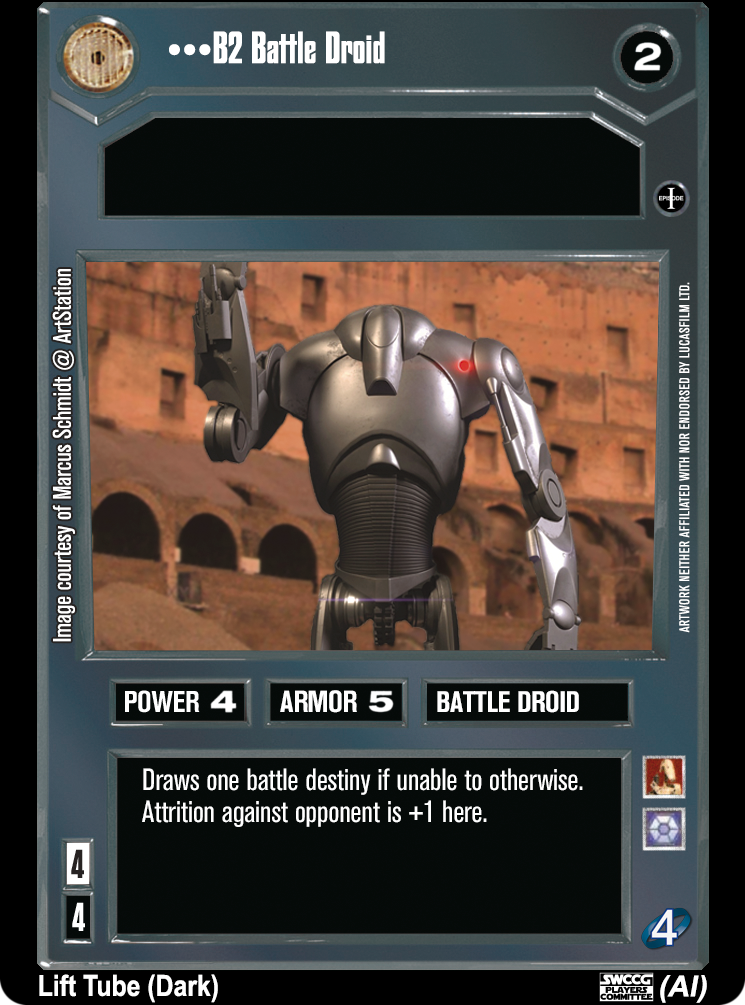 •••B2 Battle Droid
2
EPISODE I
Image courtesy of Marcus Schmidt @ ArtStation
ARTWORK NEITHER AFFILIATED WITH NOR ENDORSED BY LUCASFILM LTD.
POWER 4
ARMOR 5
BATTLE DROID
Draws one battle destiny if unable to otherwise.
Attrition against opponent is +1 here.
4
4
4
Lift Tube (Dark)
SWCCG
PLAYERS
COMMITTEE
(AI)